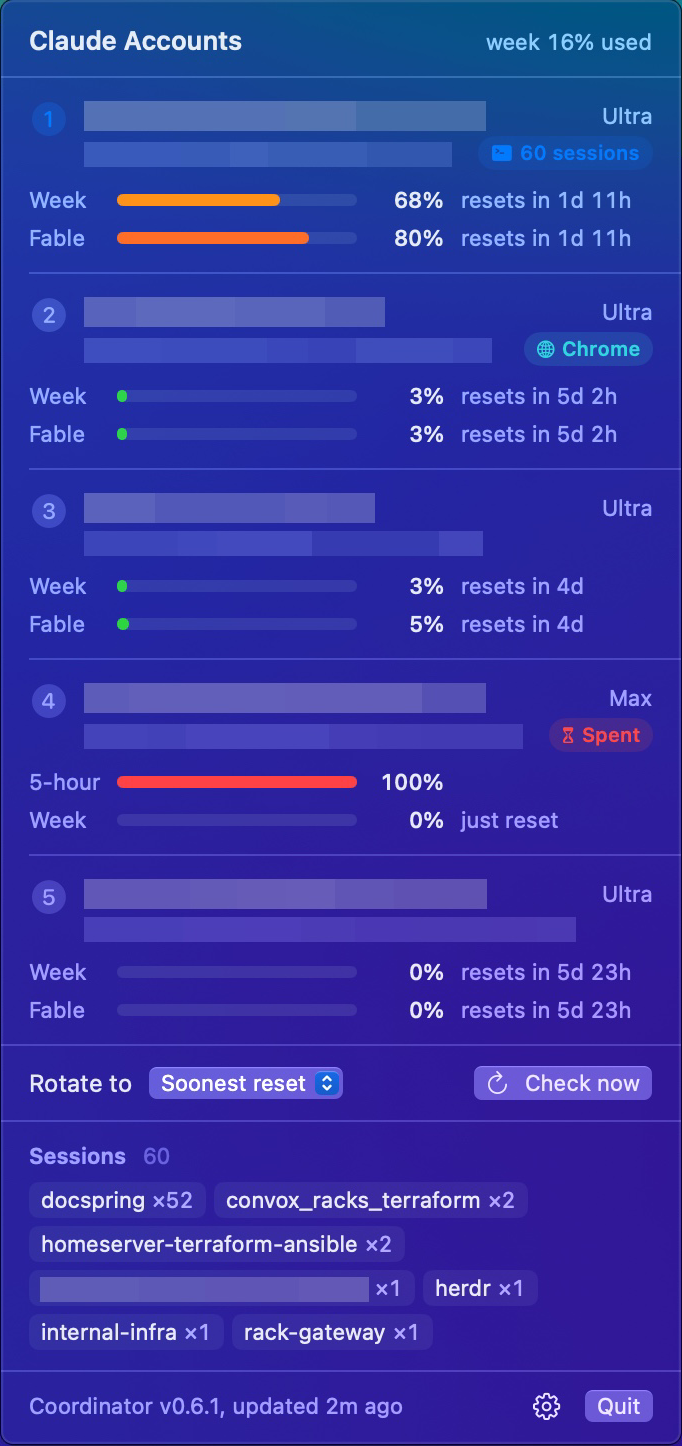 Claude Accounts week 16% used
1 Ultra
60 sessions
Week 68% resets in 1d 11h
Fable 80% resets in 1d 11h
2 Ultra
Chrome
Week 3% resets in 5d 2h
Fable 3% resets in 5d 2h
3 Ultra
Week 3% resets in 4d
Fable 5% resets in 4d
4 Max
Spent
5-hour 100%
Week 0% just reset
5 Ultra
Week 0% resets in 5d 23h
Fable 0% resets in 5d 23h
Rotate to Soonest reset Check now
Sessions 60
docspring ×52 convox_racks_terraform ×2
homeserver-terraform-ansible ×2
×1 herdr ×1
internal-infra ×1 rack-gateway ×1
Coordinator v0.6.1, updated 2m ago Quit